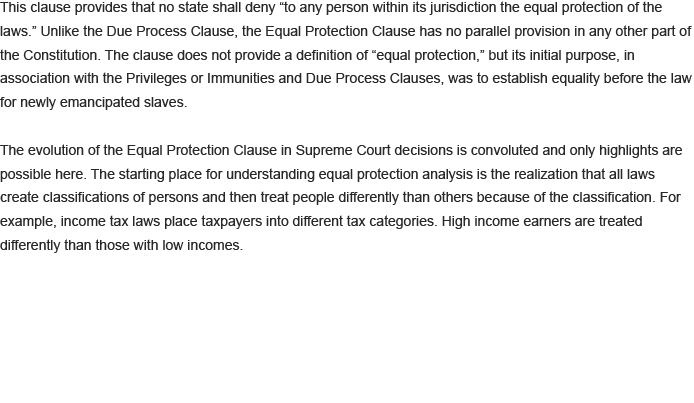 This clause provides that no state shall deny “to any person within its jurisdiction the equal protection of the
laws.” Unlike the Due Process Clause, the Equal Protection Clause has no parallel provision in any other part of
the Constitution. The clause does not provide a definition of “equal protection,” but its initial purpose, in
association with the Privileges or Immunities and Due Process Clauses, was to establish equality before the law
for newly emancipated slaves.
The evolution of the Equal Protection Clause in Supreme Court decisions is convoluted and only highlights are
possible here. The starting place for understanding equal protection analysis is the realization that all laws
create classifications of persons and then treat people differently than others because of the classification. For
example, income tax laws place taxpayers into different tax categories. High income earners are treated
differently than those with low incomes.